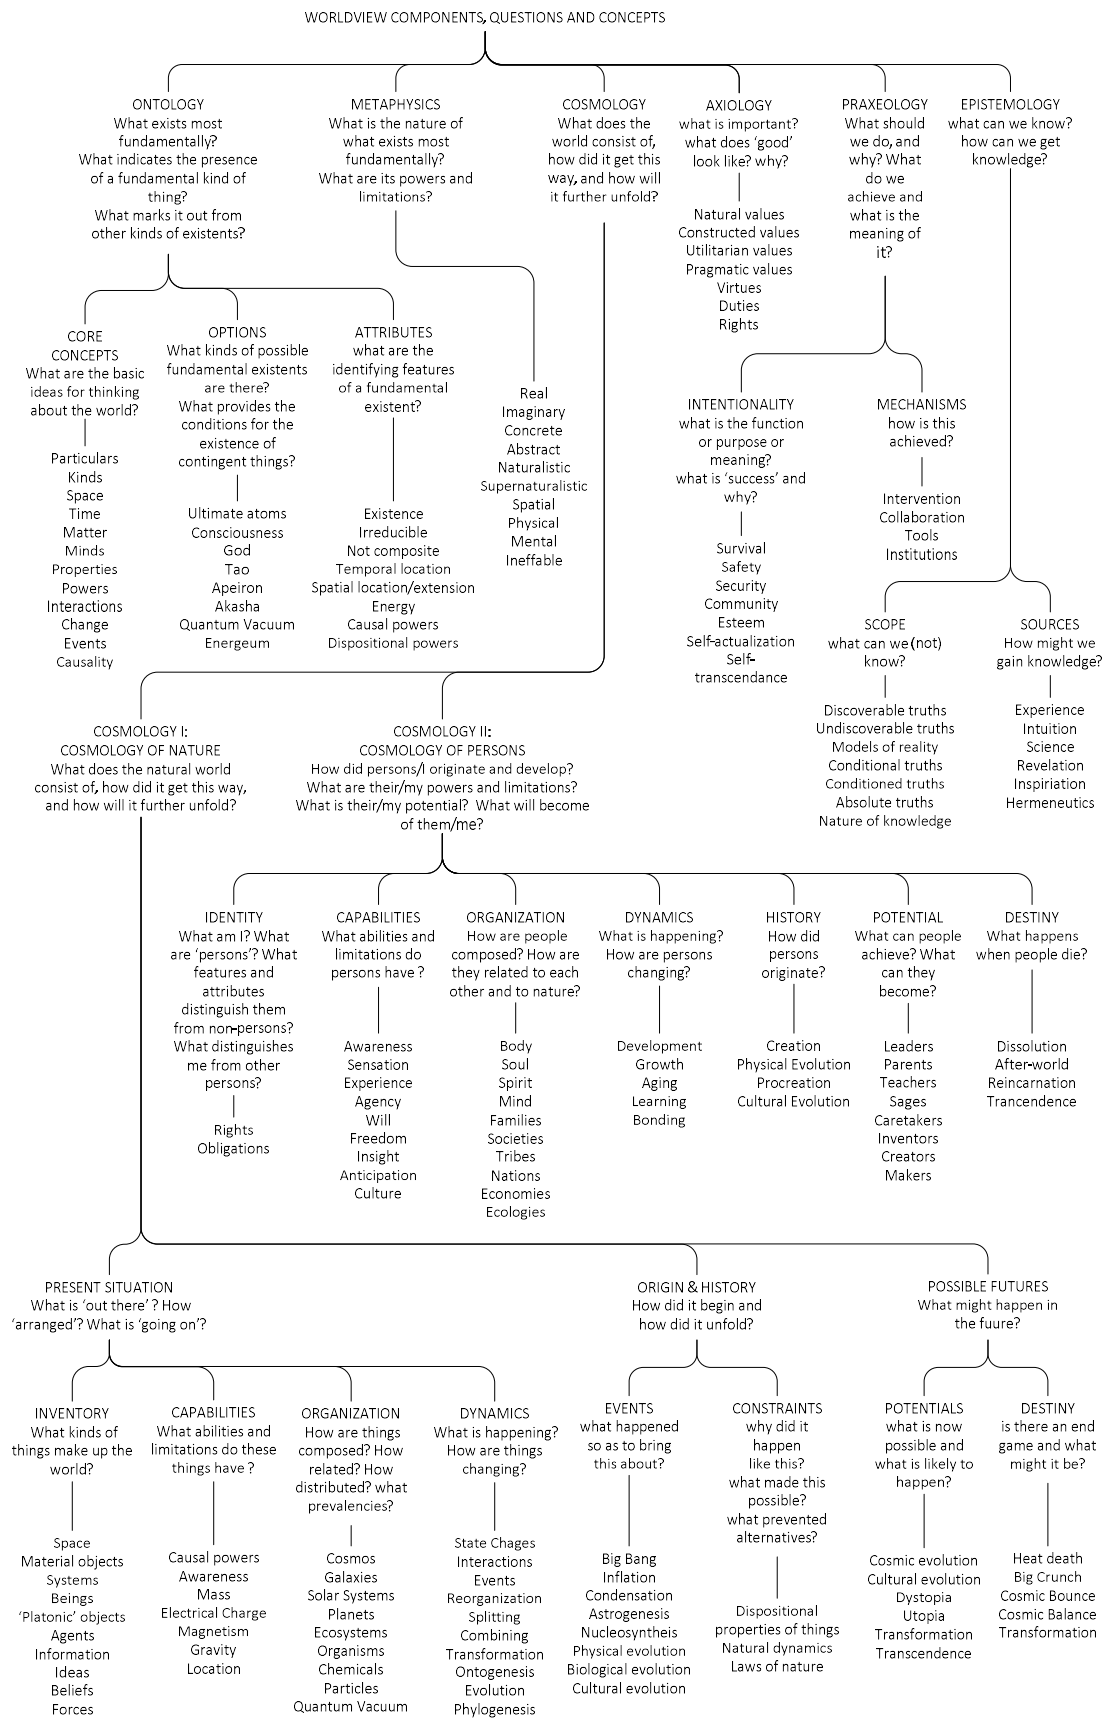 WORLDVIEW COMPONENTS, QUESTIONS AND CONCEPTS
ONTOLOGY
What exists most
fundamentally?
What indicates the presence
of a fundamental kind of
thing?
What marks it out from
other kinds of existents?
METAPHYSICS
What is the nature of
what exists most
fundamentally?
What are its powers and
limitations?
COSMOLOGY
What does the
world consist of,
how did it get this
way, and how will
it further unfold?
AXIOLOGY
what is important?
what does ‘good’
look like? why?
Natural values
Constructed values
Utilitarian values
Pragmatic values
Virtues
Duties
Rights
PRAXEOLOGY
What should
we do, and
why? What
do we
achieve and
what is the
meaning of
it?
EPISTEMOLOGY
what can we know?
how can we get
knowledge?
CORE
CONCEPTS
What are the basic
ideas for thinking
about the world?
Particulars
Kinds
Space
Time
Matter
Minds
Properties
Powers
Interactions
Change
Events
Causality
OPTIONS
What kinds of possible
fundamental existents
are there?
What provides the
conditions for the
existence of
contingent things?
Ultimate atoms
Consciousness
God
Tao
Apeiron
Akasha
Quantum Vacuum
Energeum
ATTRIBUTES
what are the
identifying features
of a fundamental
existent?
Existence
Irreducible
Not composite
Temporal location
Spatial location/extension
Energy
Causal powers
Dispositional powers
Real
Imaginary
Concrete
Abstract
Naturalistic
Supernaturalistic
Spatial
Physical
Mental
Ineffable
INTENTIONALITY
what is the function
or purpose or
meaning?
what is ‘success’ and
why?
Survival
Safety
Security
Community
Esteem
Self-actualization
Self-
transcendance
MECHANISMS
how is this
achieved?
Intervention
Collaboration
Tools
Institutions
SCOPE
what can we (not)
know?
Discoverable truths
Undiscoverable truths
Models of reality
Conditional truths
Conditioned truths
Absolute truths
Nature of knowledge
SOURCES
How might we
gain knowledge?
Experience
Intuition
Science
Revelation
Inspiriation
Hermeneutics
COSMOLOGY I:
COSMOLOGY OF NATURE
What does the natural world
consist of, how did it get this way,
and how will it further unfold?
COSMOLOGY II:
COSMOLOGY OF PERSONS
How did persons/I originate and develop?
What are their/my powers and limitations?
What is their/my potential? What will become
of them/me?
IDENTITY
What am I? What
are ‘persons’? What
features and
attributes
distinguish them
from non-persons?
What distinguishes
me from other
persons?
Rights
Obligations
CAPABILITIES
What abilities and
limitations do
persons have ?
Awareness
Sensation
Experience
Agency
Will
Freedom
Insight
Anticipation
Culture
ORGANIZATION
How are people
composed? How are
they related to each
other and to nature?
Body
Soul
Spirit
Mind
Families
Societies
Tribes
Nations
Economies
Ecologies
DYNAMICS
What is happening?
How are persons
changing?
Development
Growth
Aging
Learning
Bonding
HISTORY
How did
persons
originate?
Creation
Physical Evolution
Procreation
Cultural Evolution
POTENTIAL
What can people
achieve? What
can they
become?
Leaders
Parents
Teachers
Sages
Caretakers
Inventors
Creators
Makers
DESTINY
What happens
when people die?
Dissolution
After-world
Reincarnation
Trancendence
PRESENT SITUATION
What is ‘out there’ ? How
‘arranged’? What is ‘going on’?
ORIGIN & HISTORY
How did it begin and
how did it unfold?
POSSIBLE FUTURES
What might happen in
the fuure?
INVENTORY
What kinds of
things make up the
world?
Space
Material objects
Systems
Beings
‘Platonic’ objects
Agents
Information
Ideas
Beliefs
Forces
CAPABILITIES
What abilities and
limitations do these
things have ?
Causal powers
Awareness
Mass
Electrical Charge
Magnetism
Gravity
Location
ORGANIZATION
How are things
composed? How
related? How
distributed? what
prevalencies?
Cosmos
Galaxies
Solar Systems
Planets
Ecosystems
Organisms
Chemicals
Particles
Quantum Vacuum
DYNAMICS
What is happening?
How are things
changing?
State Chages
Interactions
Events
Reorganization
Splitting
Combining
Transformation
Ontogenesis
Evolution
Phylogenesis
EVENTS
what happened
so as to bring
this about?
Big Bang
Inflation
Condensation
Astrogenesis
Nucleosyntheis
Physical evolution
Biological evolution
Cultural evolution
CONSTRAINTS
why did it
happen
like this?
what made this
possible?
what prevented
alternatives?
Dispositional
properties of things
Natural dynamics
Laws of nature
POTENTIALS
what is now
possible and
what is likely to
happen?
Cosmic evolution
Cultural evolution
Dystopia
Utopia
Transformation
Transcendence
DESTINY
is there an end
game and what
might it be?
Heat death
Big Crunch
Cosmic Bounce
Cosmic Balance
Transformation